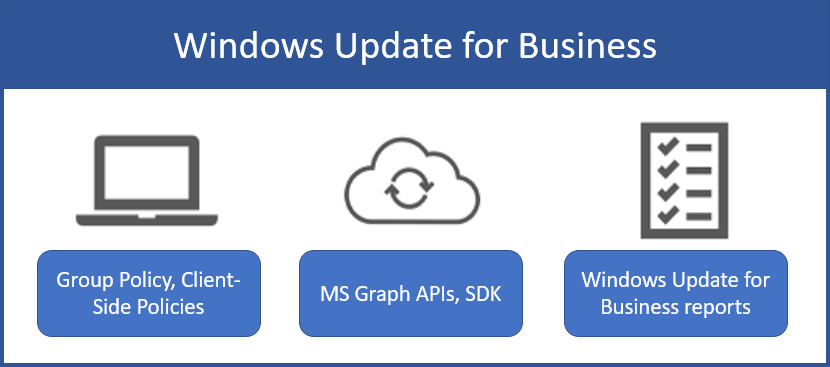 Windows Update for Business
Group Policy, Client-
Side Policies
MS Graph APIs, SDK
Windows Update for
Business reports